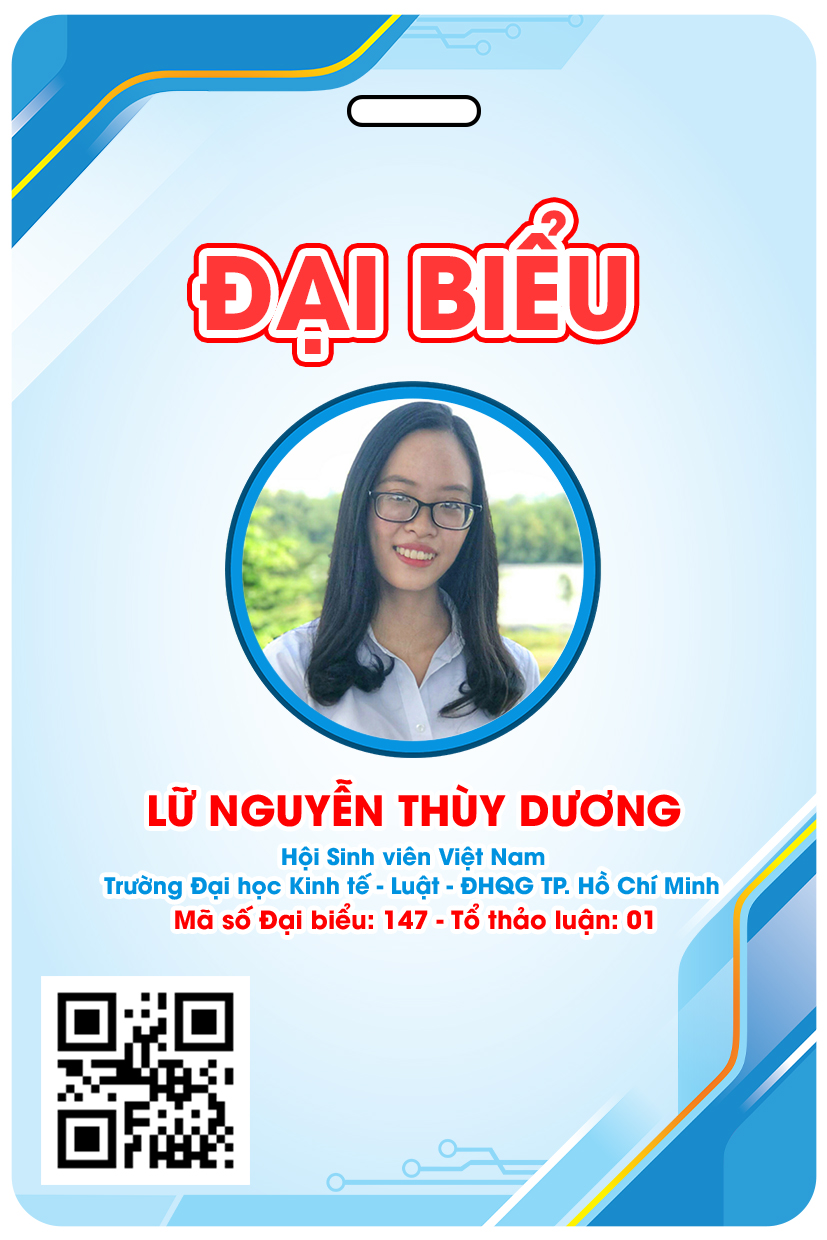 ĐẠI BIỂU
LỮ NGUYỄN THÙY DƯƠNG
Hội Sinh viên Việt Nam
Trường Đại học Kinh tế - Luật - ĐHQG TP. Hồ Chí Minh
Mã số Đại biểu: 147 - Tổ thảo luận: 01